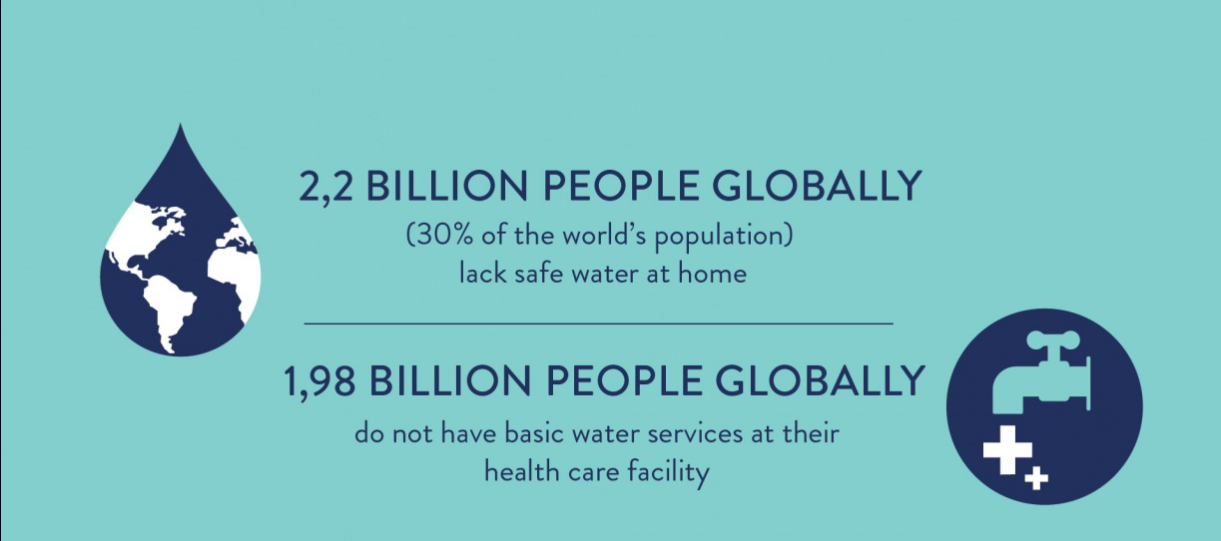 2,2 BILLION PEOPLE GLOBALLY
(30% of the world's population)
lack safe water at home
1,98 BILLION PEOPLE GLOBALLY
do not have basic water services at their
health care facility